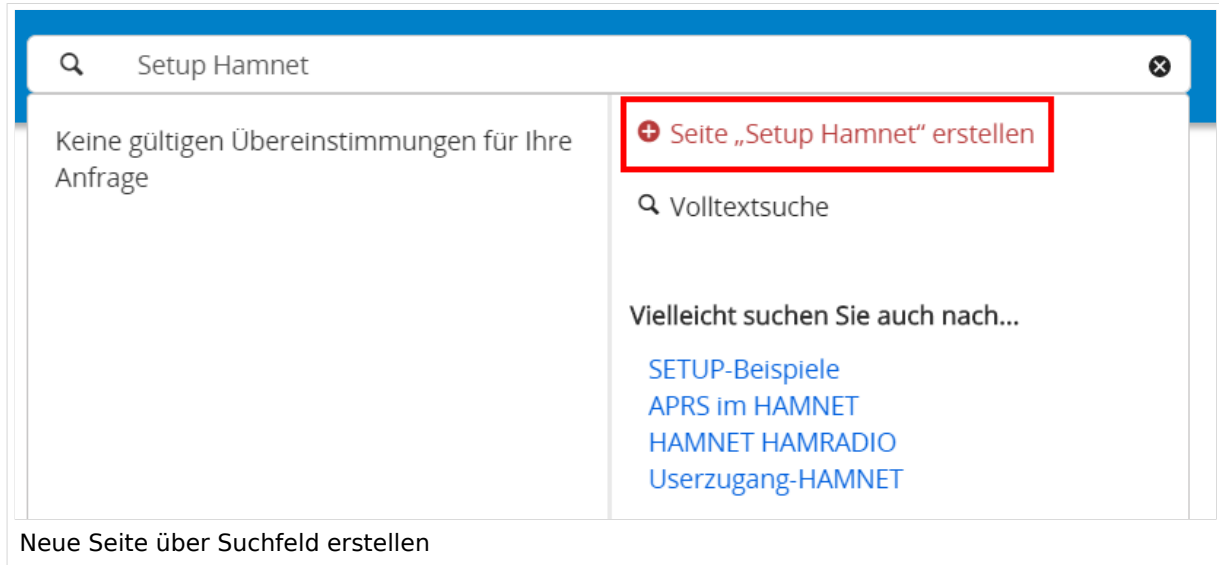 Setup Hamnet
Keine gültigen Übereinstimmungen für Ihre
Anfrage
Seite „Setup Hamnet“ erstellen
Volltextsuche
Vielleicht suchen Sie auch nach...
SETUP-Beispiele
APRS im HAMNET
HAMNET HAMRADIO
Userzugang-HAMNET
Neue Seite über Suchfeld erstellen